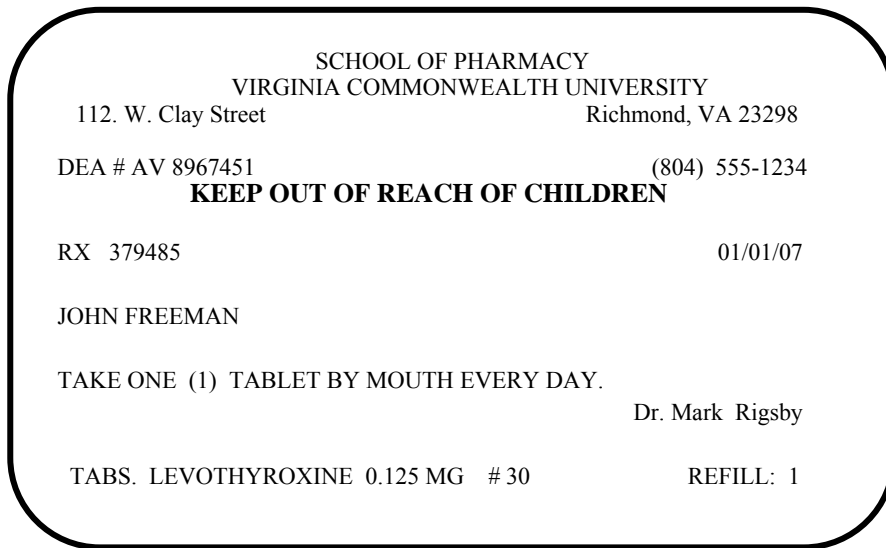 SCHOOL OF PHARMACY
VIRGINIA COMMONWEALTH UNIVERSITY
112. W. Clay Street Richmond, VA 23298
DEA # AV 8967451 (804) 555-1234
KEEP OUT OF REACH OF CHILDREN
RX 379485 01/01/07
JOHN FREEMAN
TAKE ONE (1) TABLET BY MOUTH EVERY DAY.
Dr. Mark Rigsby
TABS. LEVOTHYROXINE 0.125 MG # 30 REFILL: 1